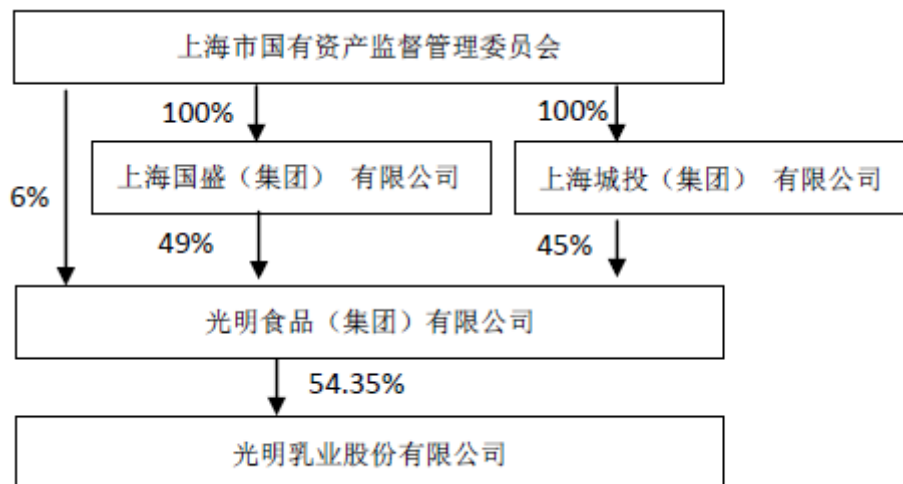 上海市国有资产监督管理委员会
100%
100%
上海国盛（集团） 有限公司
上海城投（集团） 有限公司
6%
49%
45%
光明食品（集团）有限公司
54.35%
光明乳业股份有限公司